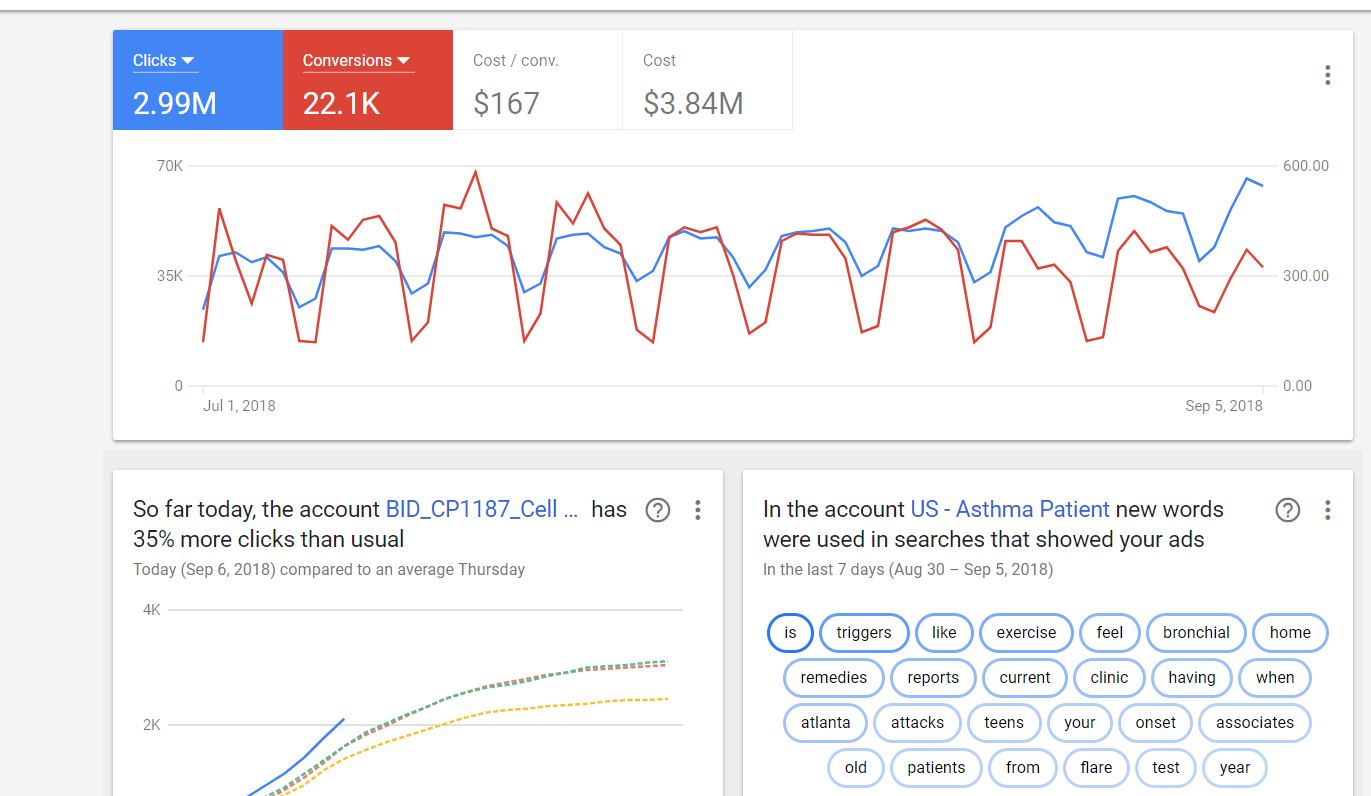 Clicks Conversions Cost / conv. Cost
2.99M 22.1K $167 $3.84M
70K 600.00
35K 300.00
0 0.00
Jul 1, 2018 Sep 5, 2018
So far today, the account BID_CP1187_Cell ... has
35% more clicks than usual
Today (Sep 6, 2018) compared to an average Thursday
4K
2K
In the account US - Asthma Patient new words
were used in searches that showed your ads
In the last 7 days (Aug 30 – Sep 5, 2018)
is triggers like exercise feel bronchial home
remedies reports current clinic having when
atlanta attacks teens your onset associates
old patients from flare test year